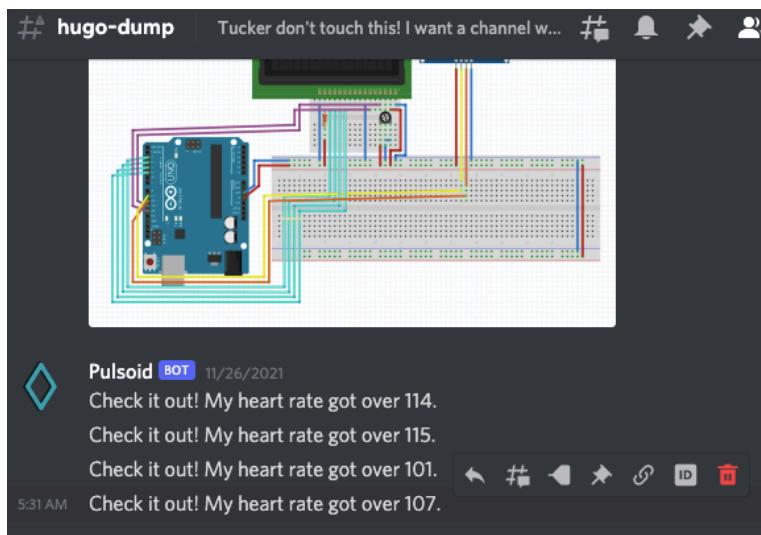 hugo-dump Tucker don't touch this! I want a channel w...
UNO
Pulsoid BOT 11/26/2021
Check it out! My heart rate got over 114.
Check it out! My heart rate got over 115.
Check it out! My heart rate got over 101.
ID
5:31 AM Check it out! My heart rate got over 107.